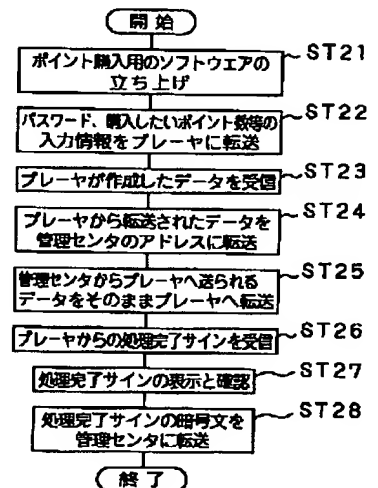 開始
ポイント購入用のソフトウェアの
立ち上げ
ST21
パスワード、購入したいポイント数等の
入力情報をプレーヤに転送
ST22
プレーヤが作成したデータを受信
ST23
プレーヤから転送されたデータを
管理センタのアドレスに転送
ST24
管理センタからプレーヤへ送られる
データをそのままプレーヤへ転送
ST25
プレーヤからの処理完了サインを受信
ST26
処理完了サインの表示と確認
ST27
処理完了サインの暗号文を
管理センタに転送
ST28
終了